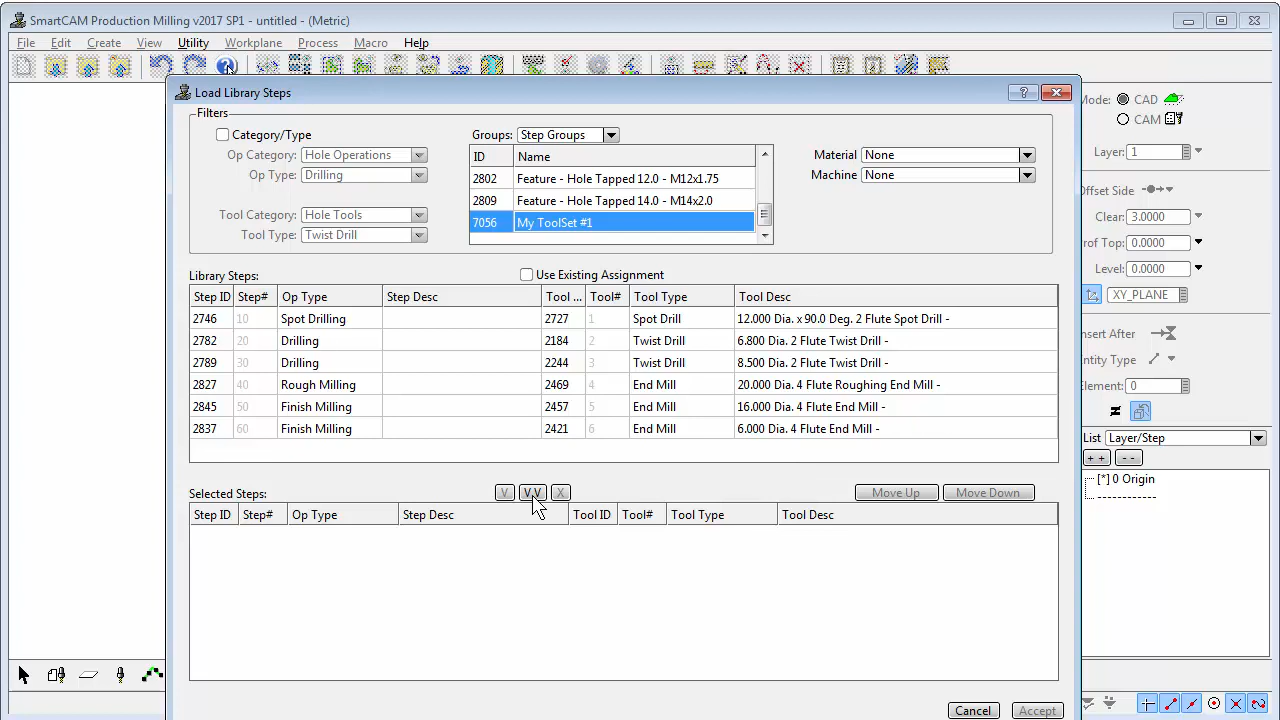 SmartCAM Production Milling v2017 SP1 - untitled - (Metric)
File Edit Create View Utility Workplane Process Macro Help
Load Library Steps
Filters
Category/Type
Op Category: Hole Operations
Op Type: Drilling
Tool Category: Hole Tools
Tool Type: Twist Drill
Groups: Step Groups
ID Name
2802 Feature - Hole Tapped 12.0 - M12x1.75
2809 Feature - Hole Tapped 14.0 - M14x2.0
7056 My ToolSet #1
Material None
Machine None
Library Steps: Use Existing Assignment
Step ID Step# Op Type Step Desc Tool ... Tool# Tool Type Tool Desc
2746 10 Spot Drilling 2727 1 Spot Drill 12.000 Dia. x 90.0 Deg. 2 Flute Spot Drill -
2782 20 Drilling 2184 2 Twist Drill 6.800 Dia. 2 Flute Twist Drill -
2789 30 Drilling 2244 3 Twist Drill 8.500 Dia. 2 Flute Twist Drill -
2827 40 Rough Milling 2469 4 End Mill 20.000 Dia. 4 Flute Roughing End Mill -
2845 50 Finish Milling 2457 5 End Mill 16.000 Dia. 4 Flute End Mill -
2837 60 Finish Milling 2421 6 End Mill 6.000 Dia. 4 Flute End Mill -
Selected Steps: V VV X Move Up Move Down
Step ID Step# Op Type Step Desc Tool ID Tool# Tool Type Tool Desc
Cancel Accept
Mode: CAD
CAM
Layer: 1
Offset Side
Clear: 3.0000
Prof Top: 0.0000
Level: 0.0000
XY_PLANE
Insert After
Entity Type
Element: 0
List Layer/Step
++ --
[*] 0 Origin
------------